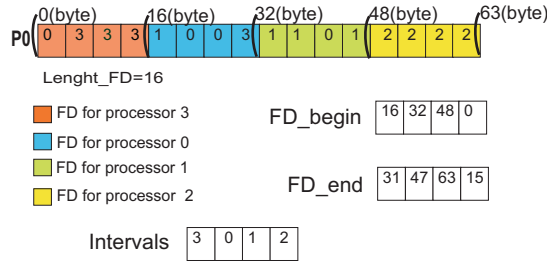 0(byte) 16(byte) 32(byte) 48(byte) 63(byte)
P0 0 3 3 3 1 0 0 3 1 1 0 1 2 2 2 2
Lenght_FD=16
FD for processor 3
FD for processor 0
FD for processor 1
FD for processor 2
FD_begin 16 32 48 0
FD_end 31 47 63 15
Intervals 3 0 1 2